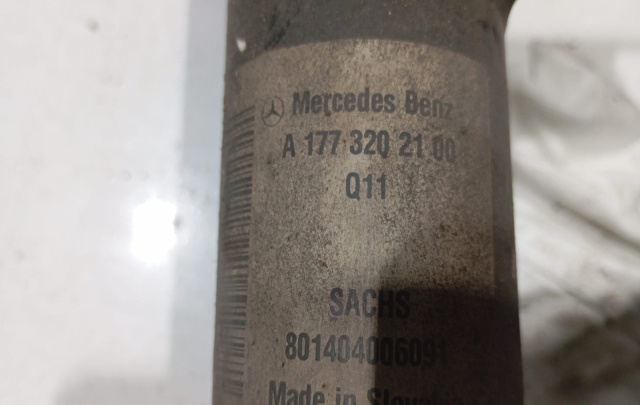 Mercedes Benz
A 177 320 21 00
Q11
SACHS
801404006091
Made in